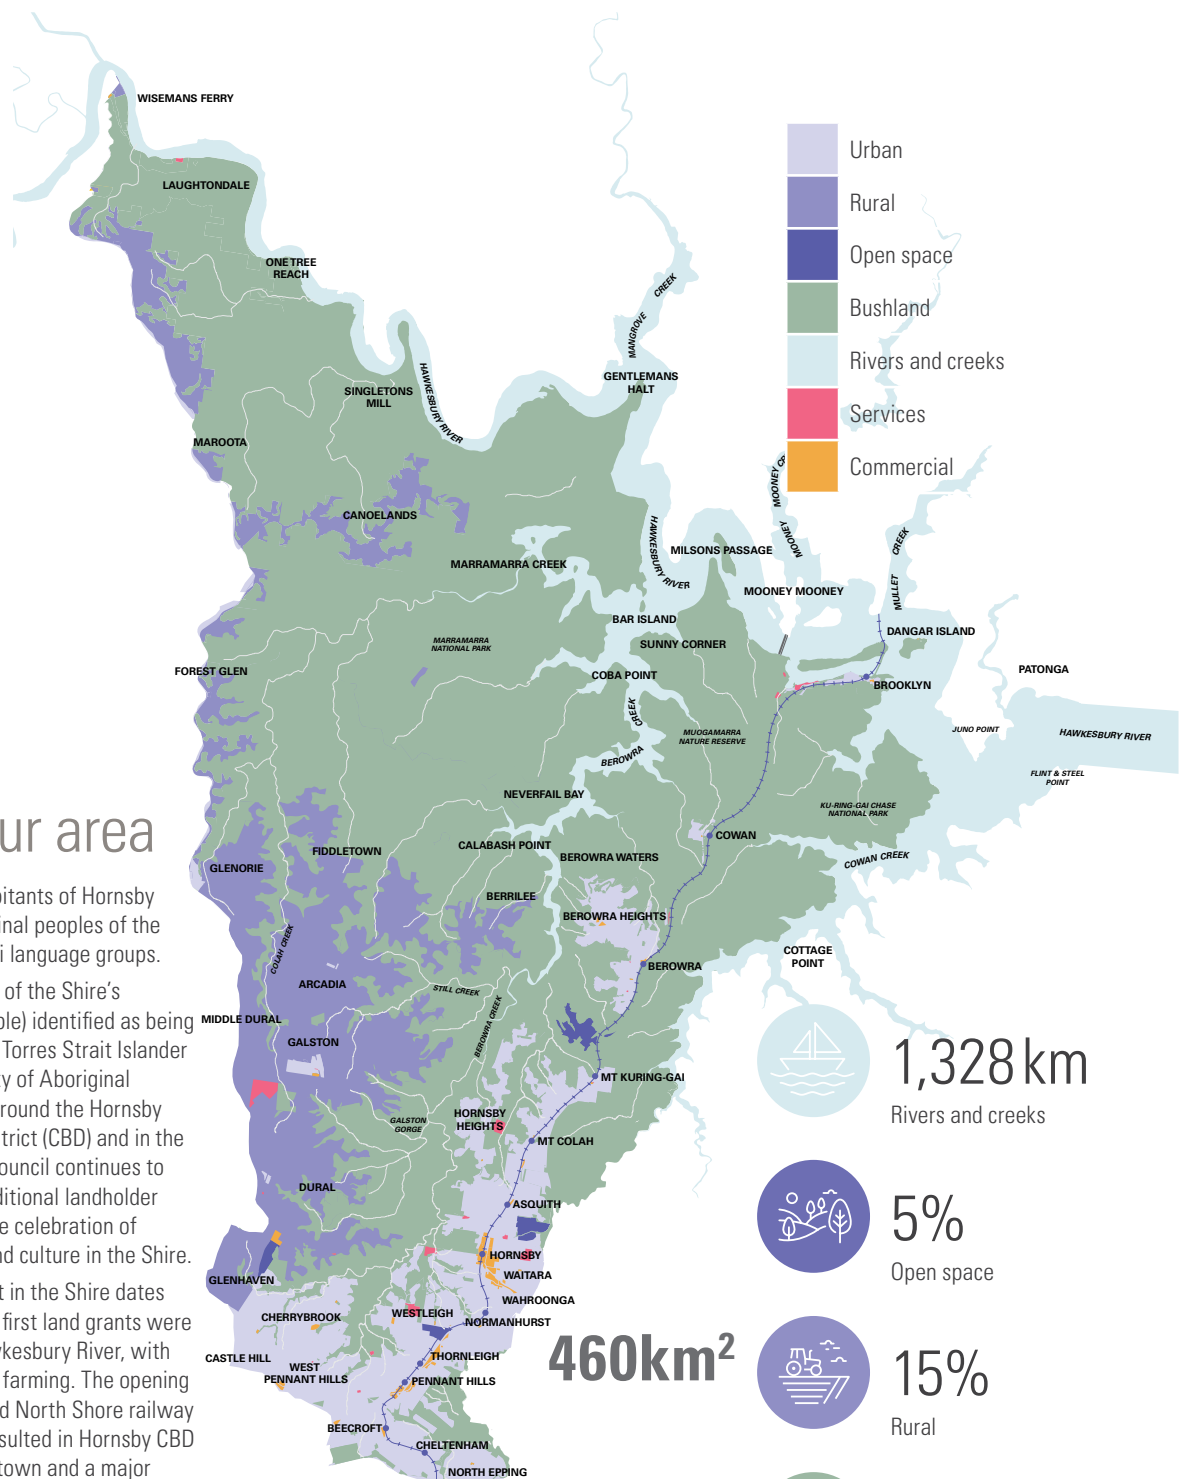 WISEMANS FERRY
LAUGHTONDALE
ONE TREE
REACH
MANGROVE CREEK
GENTLEMANS
HALT
SINGLETONS
MILL
HAWKESBURY RIVER
MAROOTA
CANOELANDS
MARRAMARRA CREEK
HAWKESBURY RIVER
MILSONS PASSAGE
MOONEY MOONEY CR
MULLET CREEK
MOONEY MOONEY
BAR ISLAND
DANGAR ISLAND
SUNNY CORNER
MARRAMARRA
NATIONAL PARK
FOREST GLEN
COBA POINT
PATONGA
BROOKLYN
BEROWRA CREEK
MUOGAMARRA
NATURE RESERVE
JUNO POINT
HAWKESBURY RIVER
FLINT & STEEL
POINT
NEVERFAIL BAY
KU-RING-GAI CHASE
NATIONAL PARK
COWAN
CALABASH POINT
FIDDLETOWN
BEROWRA WATERS
COWAN CREEK
GLENORIE
BERRILEE
BEROWRA HEIGHTS
COLAH CREEK
COTTAGE
POINT
BEROWRA
ARCADIA
STILL CREEK
MIDDLE DURAL
BEROWRA CREEK
GALSTON
MT KURING-GAI
GALSTON
GORGE
HORNSBY
HEIGHTS
MT COLAH
DURAL
ASQUITH
HORNSBY
WAITARA
GLENHAVEN
WAHROONGA
CHERRYBROOK
WESTLEIGH
NORMANHURST
CASTLE HILL
WEST
PENNANT HILLS
THORNLEIGH
PENNANT HILLS
BEECROFT
CHELTENHAM
NORTH EPPING
Urban
Rural
Open space
Bushland
Rivers and creeks
Services
Commercial
ur area
bitants of Hornsby
inal peoples of the
i language groups.
of the Shire's
ple) identified as being
Torres Strait Islander
ty of Aboriginal
round the Hornsby
trict (CBD) and in the
ouncil continues to
ditional landholder
e celebration of
nd culture in the Shire.
t in the Shire dates
first land grants were
wkesbury River, with
farming. The opening
d North Shore railway
sulted in Hornsby CBD
town and a major
460km²
1,328 km
Rivers and creeks
5%
Open space
15%
Rural